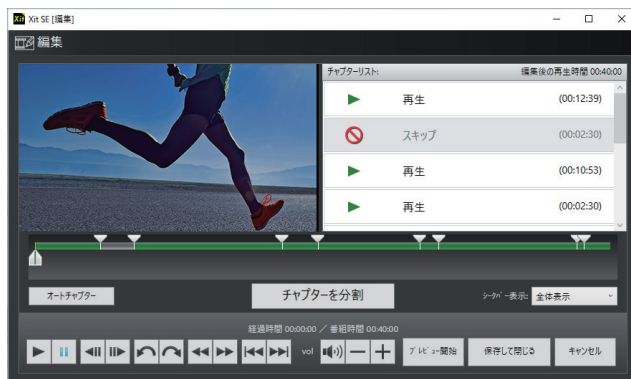 Xit Xit SE [編集]
編集
チャプターリスト: 編集後の再生時間 00:40:00
再生 (00:12:39)
スキップ (00:02:30)
再生 (00:10:53)
再生 (00:02:30)
オートチャプター チャプターを分割 シークバー表示: 全体表示
経過時間 00:00:00 ／ 番組時間 00:40:00
vol プレビュー開始 保存して閉じる キャンセル